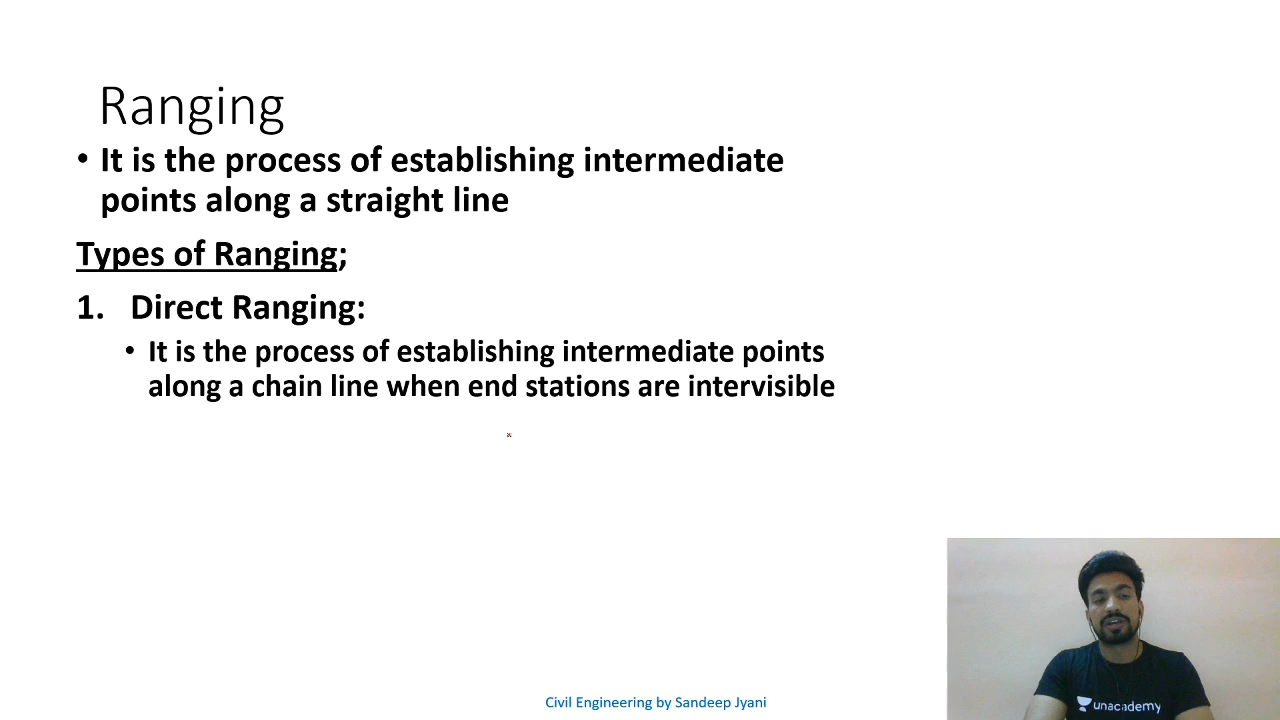 Ranging
• It is the process of establishing intermediate
points along a straight line
Types of Ranging;
1. Direct Ranging:
• It is the process of establishing intermediate points
along a chain line when end stations are intervisible
unacademy
Civil Engineering by Sandeep Jyani